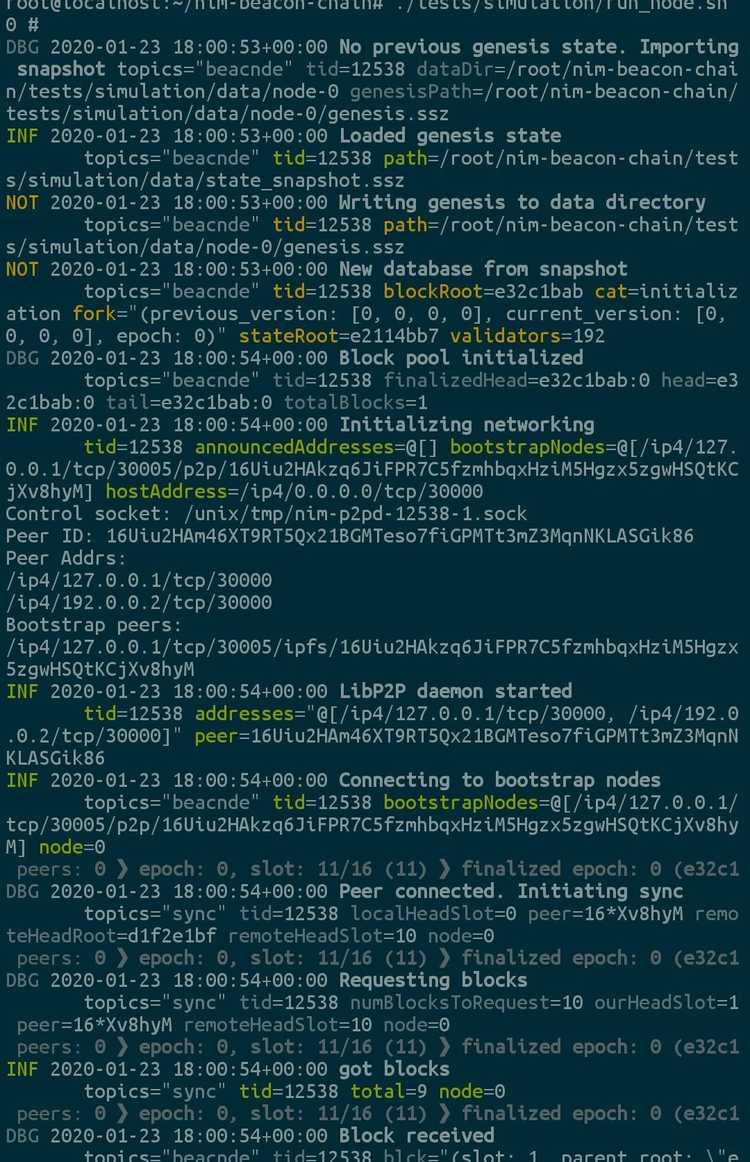 root@localhost:~/nim-beacon-chain# ./tests/simulation/run_node.sh
0 #
DBG 2020-01-23 18:00:53+00:00 No previous genesis state. Importing
 snapshot topics="beacnde" tid=12538 dataDir=/root/nim-beacon-chai
n/tests/simulation/data/node-0 genesisPath=/root/nim-beacon-chain/
tests/simulation/data/node-0/genesis.ssz
INF 2020-01-23 18:00:53+00:00 Loaded genesis state
       topics="beacnde" tid=12538 path=/root/nim-beacon-chain/test
s/simulation/data/state_snapshot.ssz
NOT 2020-01-23 18:00:53+00:00 Writing genesis to data directory
       topics="beacnde" tid=12538 path=/root/nim-beacon-chain/test
s/simulation/data/node-0/genesis.ssz
NOT 2020-01-23 18:00:53+00:00 New database from snapshot
       topics="beacnde" tid=12538 blockRoot=e32c1bab cat=initializ
ation fork="(previous_version: [0, 0, 0, 0], current_version: [0,
0, 0, 0], epoch: 0)" stateRoot=e2114bb7 validators=192
DBG 2020-01-23 18:00:54+00:00 Block pool initialized
       topics="beacnde" tid=12538 finalizedHead=e32c1bab:0 head=e3
2c1bab:0 tail=e32c1bab:0 totalBlocks=1
INF 2020-01-23 18:00:54+00:00 Initializing networking
       tid=12538 announcedAddresses=@[] bootstrapNodes=@[/ip4/127.
0.0.1/tcp/30005/p2p/16Uiu2HAkzq6JiFPR7C5fzmhbqxHziM5Hgzx5zgwHSQtKC
jXv8hyM] hostAddress=/ip4/0.0.0.0/tcp/30000
Control socket: /unix/tmp/nim-p2pd-12538-1.sock
Peer ID: 16Uiu2HAm46XT9RT5Qx21BGMTeso7fiGPMTt3mZ3MqnNKLASGik86
Peer Addrs:
/ip4/127.0.0.1/tcp/30000
/ip4/192.0.0.2/tcp/30000
Bootstrap peers:
/ip4/127.0.0.1/tcp/30005/ipfs/16Uiu2HAkzq6JiFPR7C5fzmhbqxHziM5Hgzx
5zgwHSQtKCjXv8hyM
INF 2020-01-23 18:00:54+00:00 LibP2P daemon started
       tid=12538 addresses="@[/ip4/127.0.0.1/tcp/30000, /ip4/192.0
.0.2/tcp/30000]" peer=16Uiu2HAm46XT9RT5Qx21BGMTeso7fiGPMTt3mZ3MqnN
KLASGik86
INF 2020-01-23 18:00:54+00:00 Connecting to bootstrap nodes
       topics="beacnde" tid=12538 bootstrapNodes=@[/ip4/127.0.0.1/
tcp/30005/p2p/16Uiu2HAkzq6JiFPR7C5fzmhbqxHziM5Hgzx5zgwHSQtKCjXv8hy
M] node=0
 peers: 0 ❯ epoch: 0, slot: 11/16 (11) ❯ finalized epoch: 0 (e32c1
DBG 2020-01-23 18:00:54+00:00 Peer connected. Initiating sync
       topics="sync" tid=12538 localHeadSlot=0 peer=16*Xv8hyM remo
teHeadRoot=d1f2e1bf remoteHeadSlot=10 node=0
 peers: 0 ❯ epoch: 0, slot: 11/16 (11) ❯ finalized epoch: 0 (e32c1
DBG 2020-01-23 18:00:54+00:00 Requesting blocks
       topics="sync" tid=12538 numBlocksToRequest=10 ourHeadSlot=1
 peer=16*Xv8hyM remoteHeadSlot=10 node=0
 peers: 0 ❯ epoch: 0, slot: 11/16 (11) ❯ finalized epoch: 0 (e32c1
INF 2020-01-23 18:00:54+00:00 got blocks
       topics="sync" tid=12538 total=9 node=0
 peers: 0 ❯ epoch: 0, slot: 11/16 (11) ❯ finalized epoch: 0 (e32c1
DBG 2020-01-23 18:00:54+00:00 Block received
       topics="beacnde" tid=12538 blck="(slot: 1, parent_root: \"e